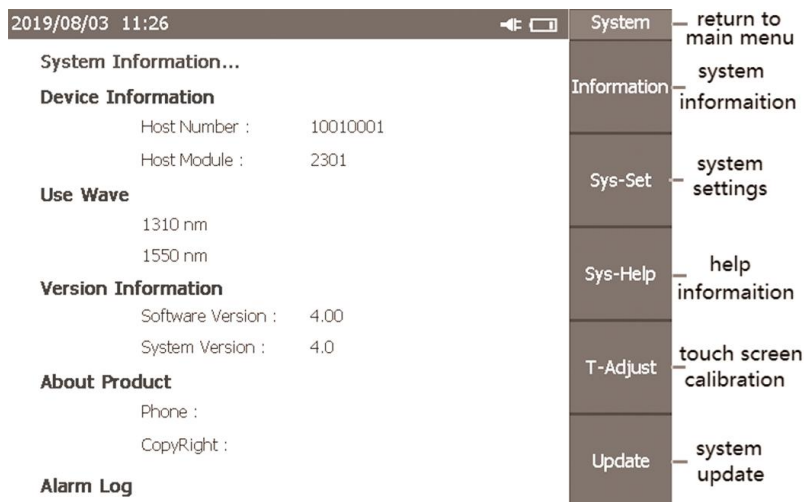 2019/08/03 11:26
System Information...
Device Information
Host Number : 10010001
Host Module : 2301
Use Wave
1310 nm
1550 nm
Version Information
Software Version : 4.00
System Version : 4.0
About Product
Phone :
CopyRight :
Alarm Log
System
Information
Sys-Set
Sys-Help
T-Adjust
Update
return to
main menu
system
informaition
system
settings
help
informaition
touch screen
calibration
system
update